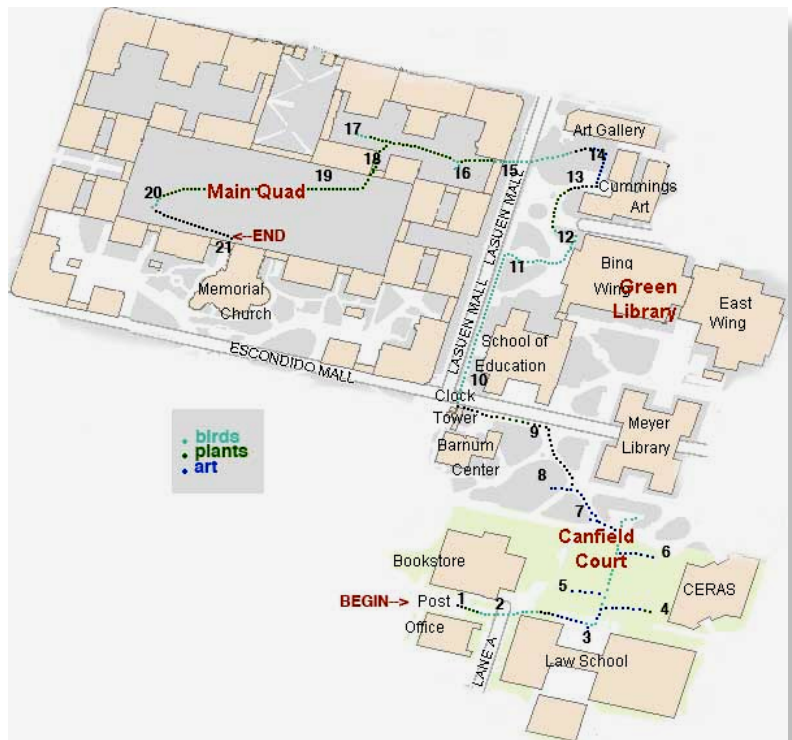 17
18
19
Main Quad
20
<--END
21
Memorial
Church
16
15
Art Gallery
14
13
Cummings
Art
12
11
LASUEN MALL
LASUEN MALL
Binq
Wing
Green
Library
East
Wing
School of
Education
10
ESCONDIDO MALL
Clock
Tower
9
Barnum
Center
Meyer
Library
birds
plants
art
8
7
Canfield
Court
6
Bookstore
CERAS
5
BEGIN-->
Post
Office
1
2
4
3
LANE A
Law School